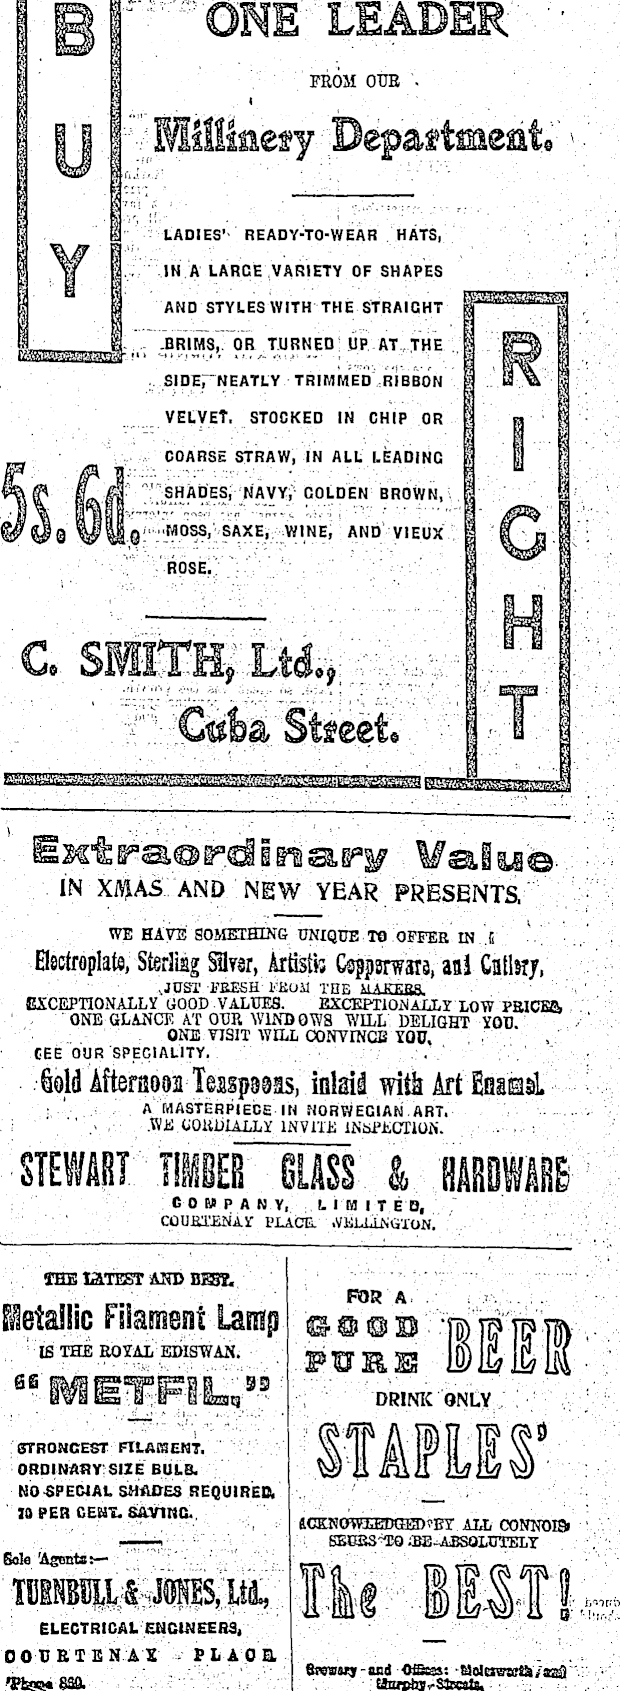 BUY
ONE LEADER
FROM OUR
Millinery Department.
LADIES' READY-TO-WEAR HATS,
IN A LARGE VARIETY OF SHAPES
AND STYLES WITH THE STRAIGHT
BRIMS, OR TURNED UP AT THE
SIDE, NEATLY TRIMMED RIBBON
VELVET. STOCKED IN CHIP OR
COARSE STRAW, IN ALL LEADING
SHADES, NAVY, GOLDEN BROWN,
MOSS, SAXE, WINE, AND VIEUX
ROSE.
5s. 6d.
RIGHT
C. SMITH, Ltd.,
Cuba Street.
Extraordinary Value
IN XMAS AND NEW YEAR PRESENTS.
WE HAVE SOMETHING UNIQUE TO OFFER IN
Electroplate, Sterling Silver, Artistic Copperware, and Cutlery,
JUST FRESH FROM THE MAKERS.
EXCEPTIONALLY GOOD VALUES. EXCEPTIONALLY LOW PRICES.
ONE GLANCE AT OUR WINDOWS WILL DELIGHT YOU.
ONE VISIT WILL CONVINCE YOU.
SEE OUR SPECIALITY.
Gold Afternoon Teaspoons, inlaid with Art Enamel.
A MASTERPIECE IN NORWEGIAN ART.
WE CORDIALLY INVITE INSPECTION.
STEWART TIMBER GLASS & HARDWARE
COMPANY, LIMITED,
COURTENAY PLACE. WELLINGTON.
THE LATEST AND BEST.
Metallic Filament Lamp
IS THE ROYAL EDISWAN.
"METFIL,"
STRONGEST FILAMENT.
ORDINARY SIZE BULB.
NO SPECIAL SHADES REQUIRED.
70 PER CENT. SAVING.
Sole Agents:—
TURNBULL & JONES, Ltd.,
ELECTRICAL ENGINEERS,
COURTENAY PLACE.
'Phone 830.
FOR A
GOOD
PURE BEER
DRINK ONLY
STAPLES'
ACKNOWLEDGED BY ALL CONNOIS-
SEURS TO BE ABSOLUTELY
The BEST!
Brewery and Offices: Molesworth and
Murphy Streets.